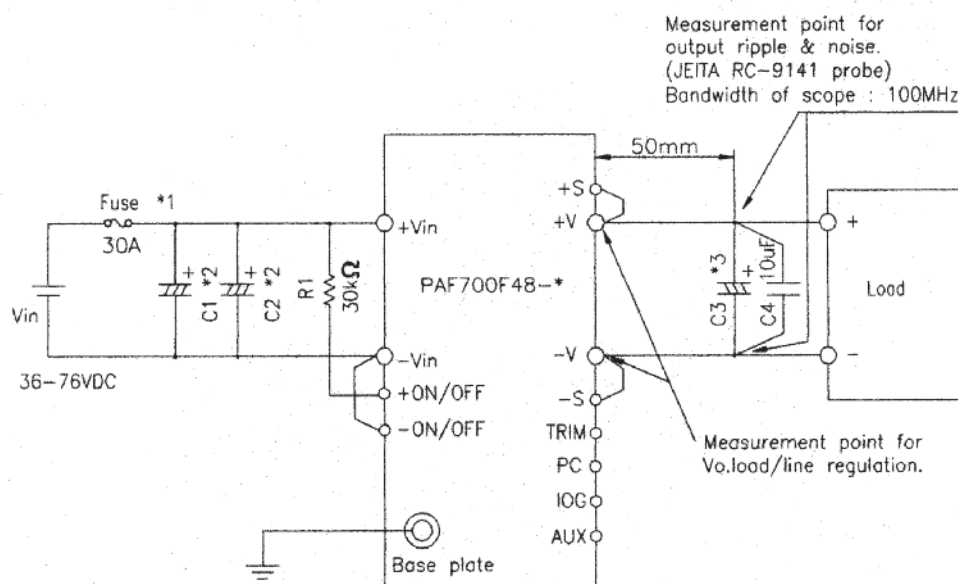 Measurement point for
output ripple & noise.
(JEITA RC-9141 probe)
Bandwidth of scope : 100MHz
50mm
Fuse *1
30A
+S
+Vin
+V
+
C1 *2
+
C2 *2
+
R1
30kΩ
PAF700F48-*
C3 *3
+
C4 10uF
Load
Vin
-Vin
-V
-
36-76VDC
+ON/OFF
-S
-ON/OFF
TRIM
Measurement point for
Vo.load/line regulation.
PC
IOG
AUX
Base plate